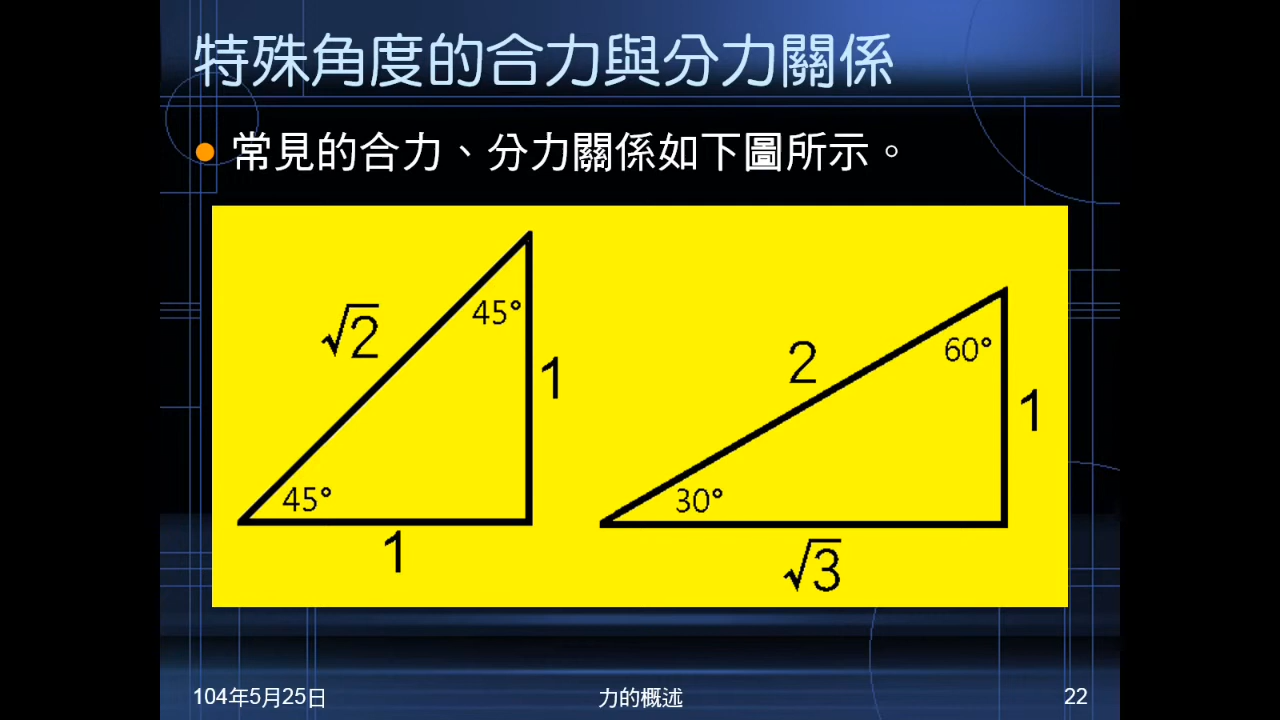 特殊角度的合力與分力關係
常見的合力、分力關係如下圖所示。
√2
45°
1
45°
1
2
60°
1
30°
√3
104年5月25日
力的概述
22